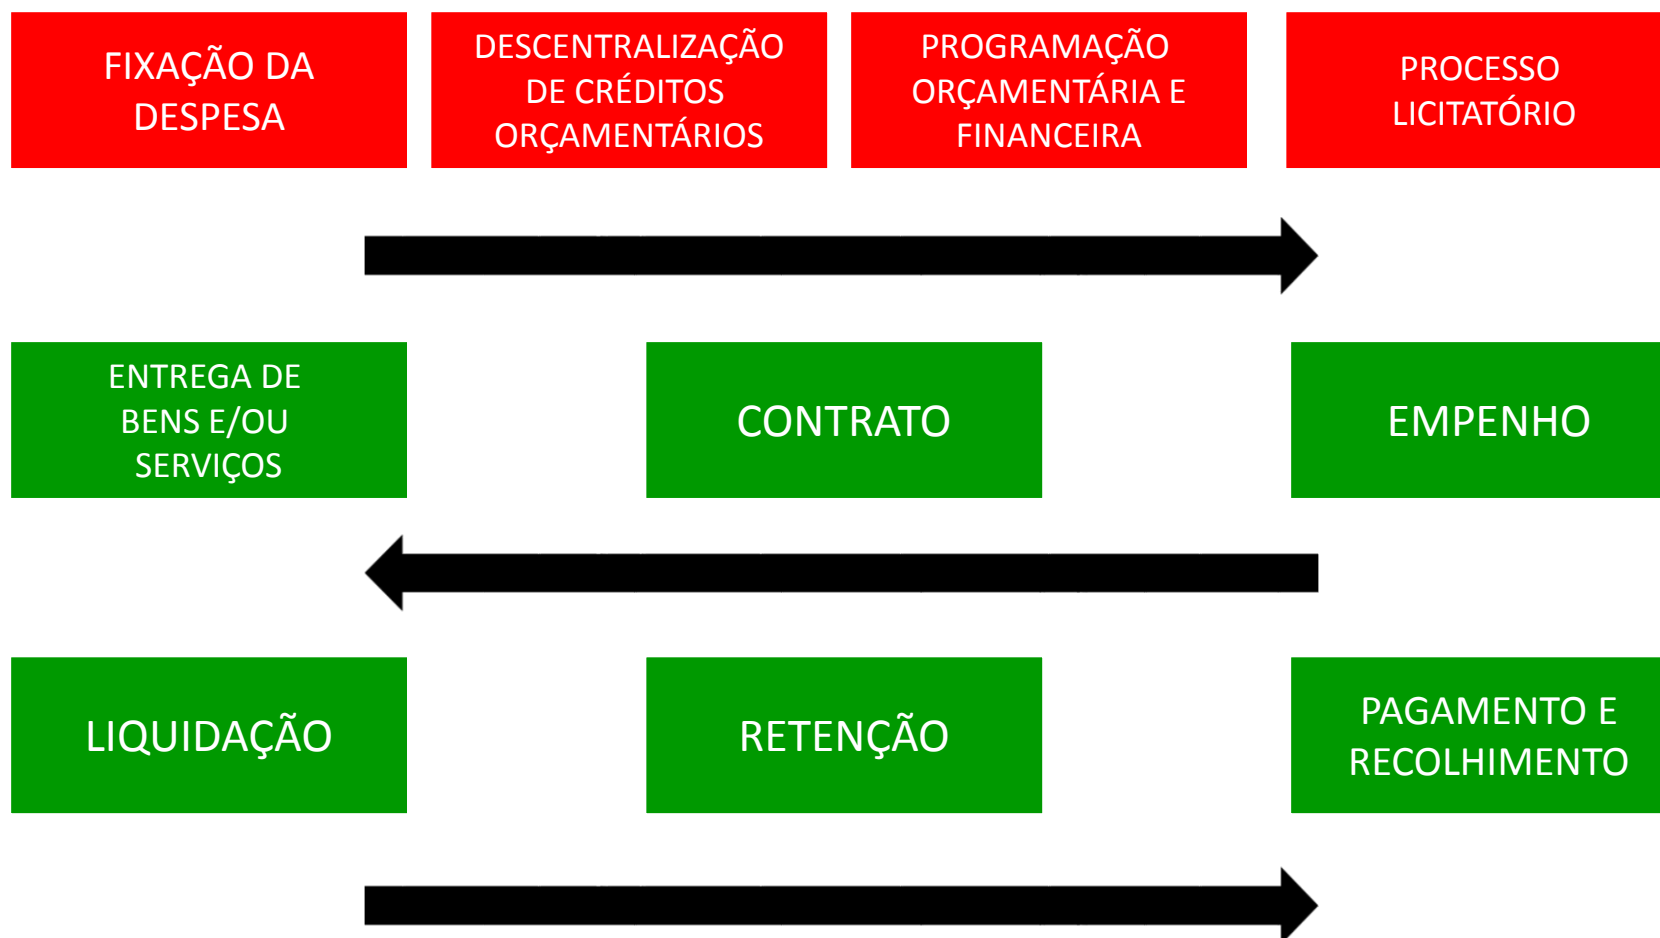 FIXAÇÃO DA
DESPESA
DESCENTRALIZAÇÃO
DE CRÉDITOS
ORÇAMENTÁRIOS
PROGRAMAÇÃO
ORÇAMENTÁRIA E
FINANCEIRA
PROCESSO
LICITATÓRIO
ENTREGA DE
BENS E/OU
SERVIÇOS
CONTRATO
EMPENHO
LIQUIDAÇÃO
RETENÇÃO
PAGAMENTO E
RECOLHIMENTO